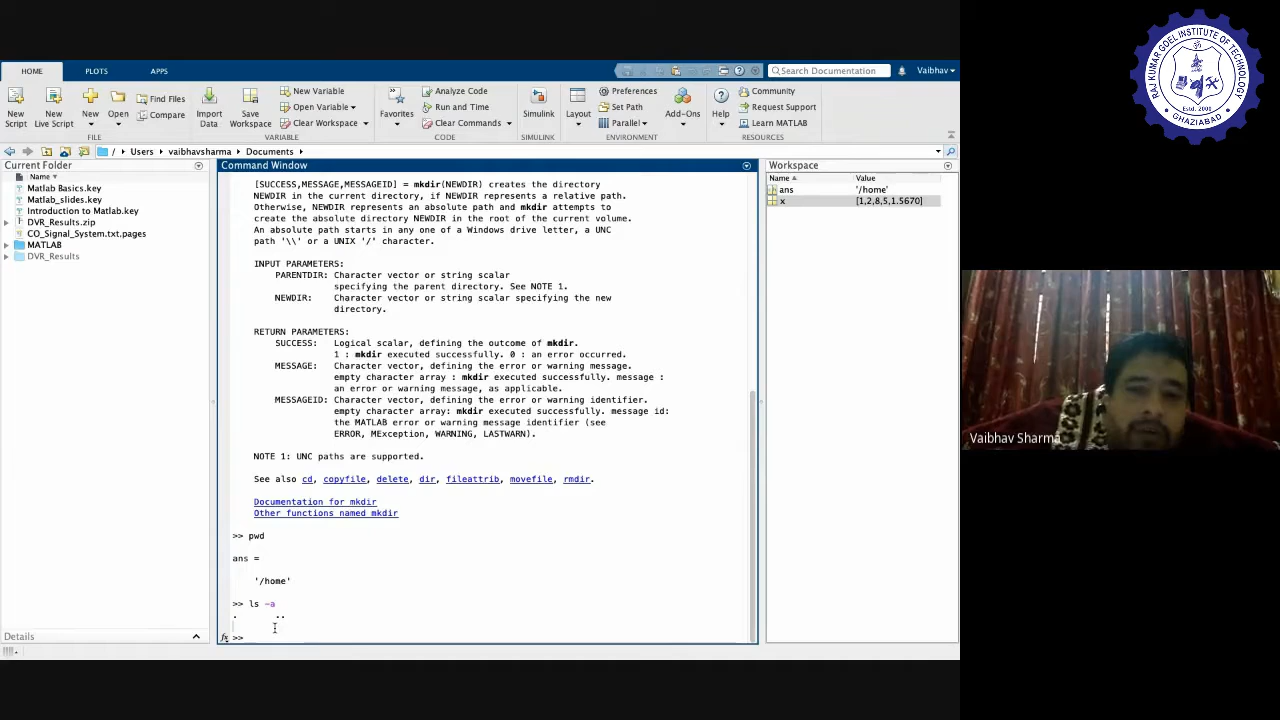 HOME PLOTS APPS
Search Documentation Vaibhav
New Script
New Live Script
New
Open
Find Files
Compare
FILE
Import Data
Save Workspace
New Variable
Open Variable
Clear Workspace
VARIABLE
Favorites
Analyze Code
Run and Time
Clear Commands
CODE
Simulink
SIMULINK
Layout
Preferences
Set Path
Parallel
Add-Ons
ENVIRONMENT
Help
Community
Request Support
Learn MATLAB
RESOURCES
/ Users vaibhavsharma Documents
Current Folder
Name
Matlab Basics.key
Matlab_slides.key
Introduction to Matlab.key
DVR_Results.zip
CO_Signal_System.txt.pages
MATLAB
DVR_Results
Details
Command Window
[SUCCESS,MESSAGE,MESSAGEID] = mkdir(NEWDIR) creates the directory
NEWDIR in the current directory, if NEWDIR represents a relative path.
Otherwise, NEWDIR represents an absolute path and mkdir attempts to
create the absolute directory NEWDIR in the root of the current volume.
An absolute path starts in any one of a Windows drive letter, a UNC
path '\\' or a UNIX '/' character.
INPUT PARAMETERS:
PARENTDIR: Character vector or string scalar
specifying the parent directory. See NOTE 1.
NEWDIR: Character vector or string scalar specifying the new
directory.
RETURN PARAMETERS:
SUCCESS: Logical scalar, defining the outcome of mkdir.
1 : mkdir executed successfully. 0 : an error occurred.
MESSAGE: Character vector, defining the error or warning message.
empty character array : mkdir executed successfully. message :
an error or warning message, as applicable.
MESSAGEID: Character vector, defining the error or warning identifier.
empty character array: mkdir executed successfully. message id:
the MATLAB error or warning message identifier (see
ERROR, MException, WARNING, LASTWARN).
NOTE 1: UNC paths are supported.
See also cd, copyfile, delete, dir, fileattrib, movefile, rmdir.
Documentation for mkdir
Other functions named mkdir
>> pwd
ans =
'/home'
>> ls -a
. ..
fx >>
Workspace
Name Value
ans '/home'
x [1,2,8,5,1.5670]
RAJ KUMAR GOEL INSTITUTE OF TECHNOLOGY
Estd. 2000
GHAZIABAD
Vaibhav Sharma